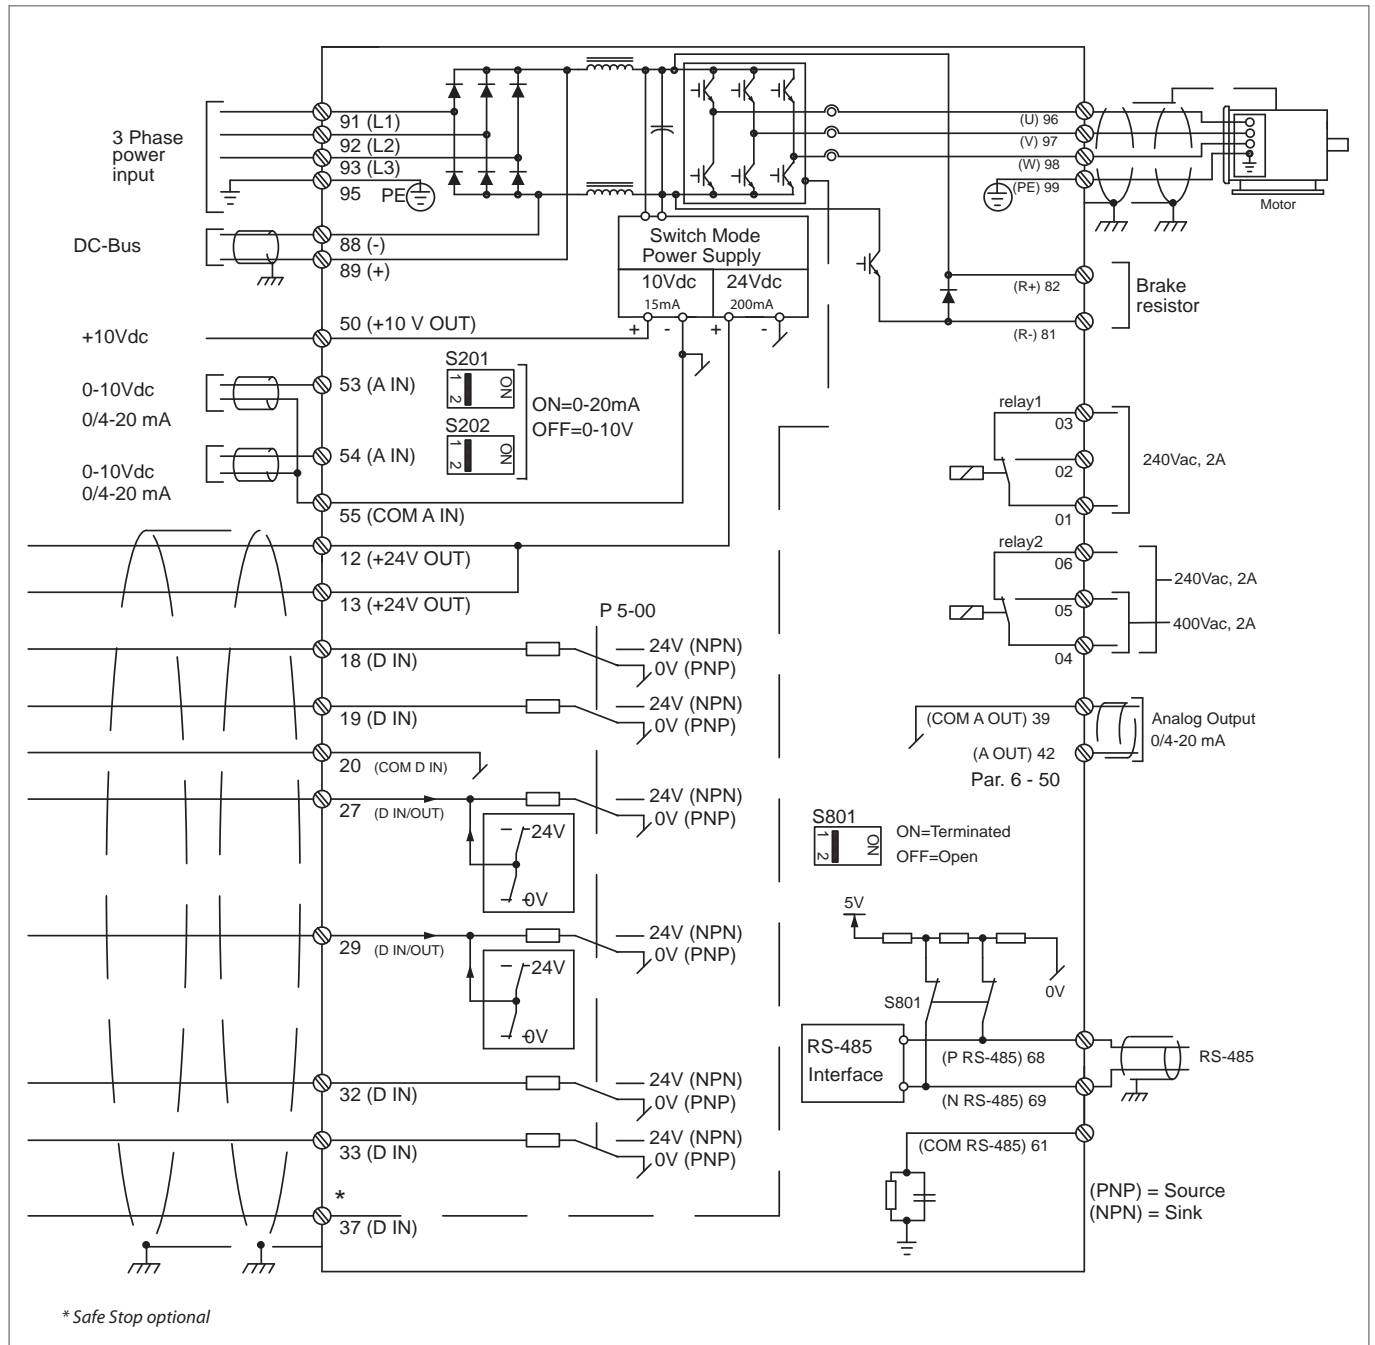 3 Phase
power
input
91 (L1)
92 (L2)
93 (L3)
95
PE
DC-Bus
88 (-)
89 (+)
Switch Mode
Power Supply
10Vdc
15mA
24Vdc
200mA
+
-
+
-
(U) 96
(V) 97
(W) 98
(PE) 99
Motor
(R+) 82
(R-) 81
Brake
resistor
+10Vdc
50 (+10 V OUT)
0-10Vdc
0/4-20 mA
53 (A IN)
S201
1
2
ON
S202
1
2
ON
ON=0-20mA
OFF=0-10V
0-10Vdc
0/4-20 mA
54 (A IN)
55 (COM A IN)
12 (+24V OUT)
13 (+24V OUT)
relay1
03
02
01
240Vac, 2A
relay2
06
05
04
240Vac, 2A
400Vac, 2A
P 5-00
18 (D IN)
24V (NPN)
0V (PNP)
19 (D IN)
24V (NPN)
0V (PNP)
20 (COM D IN)
27 (D IN/OUT)
24V (NPN)
0V (PNP)
24V
0V
29 (D IN/OUT)
24V (NPN)
0V (PNP)
24V
0V
32 (D IN)
24V (NPN)
0V (PNP)
33 (D IN)
24V (NPN)
0V (PNP)
*
37 (D IN)
(COM A OUT) 39
(A OUT) 42
Par. 6 - 50
Analog Output
0/4-20 mA
S801
1
2
ON
ON=Terminated
OFF=Open
5V
S801
0V
RS-485
Interface
(P RS-485) 68
(N RS-485) 69
(COM RS-485) 61
RS-485
(PNP) = Source
(NPN) = Sink
* Safe Stop optional